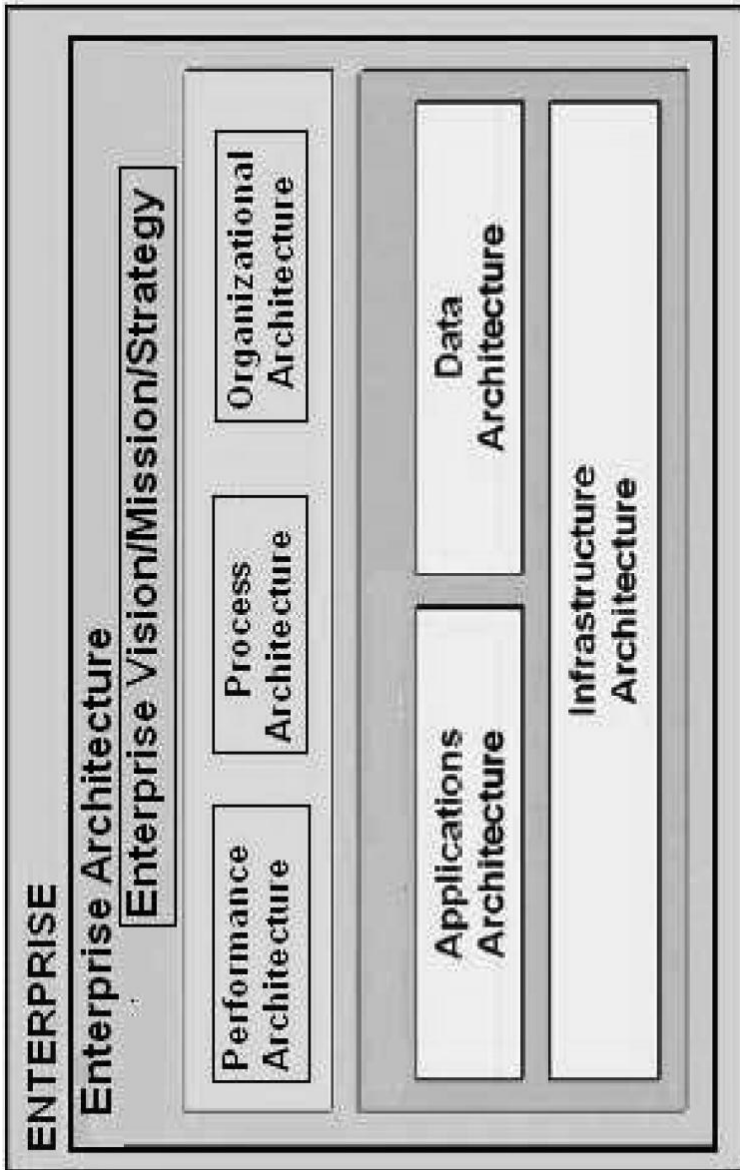 ENTERPRISE
Enterprise Architecture
Enterprise Vision/Mission/Strategy
Performance
Architecture
Process
Architecture
Organizational
Architecture
Applications
Architecture
Data
Architecture
Infrastructure
Architecture